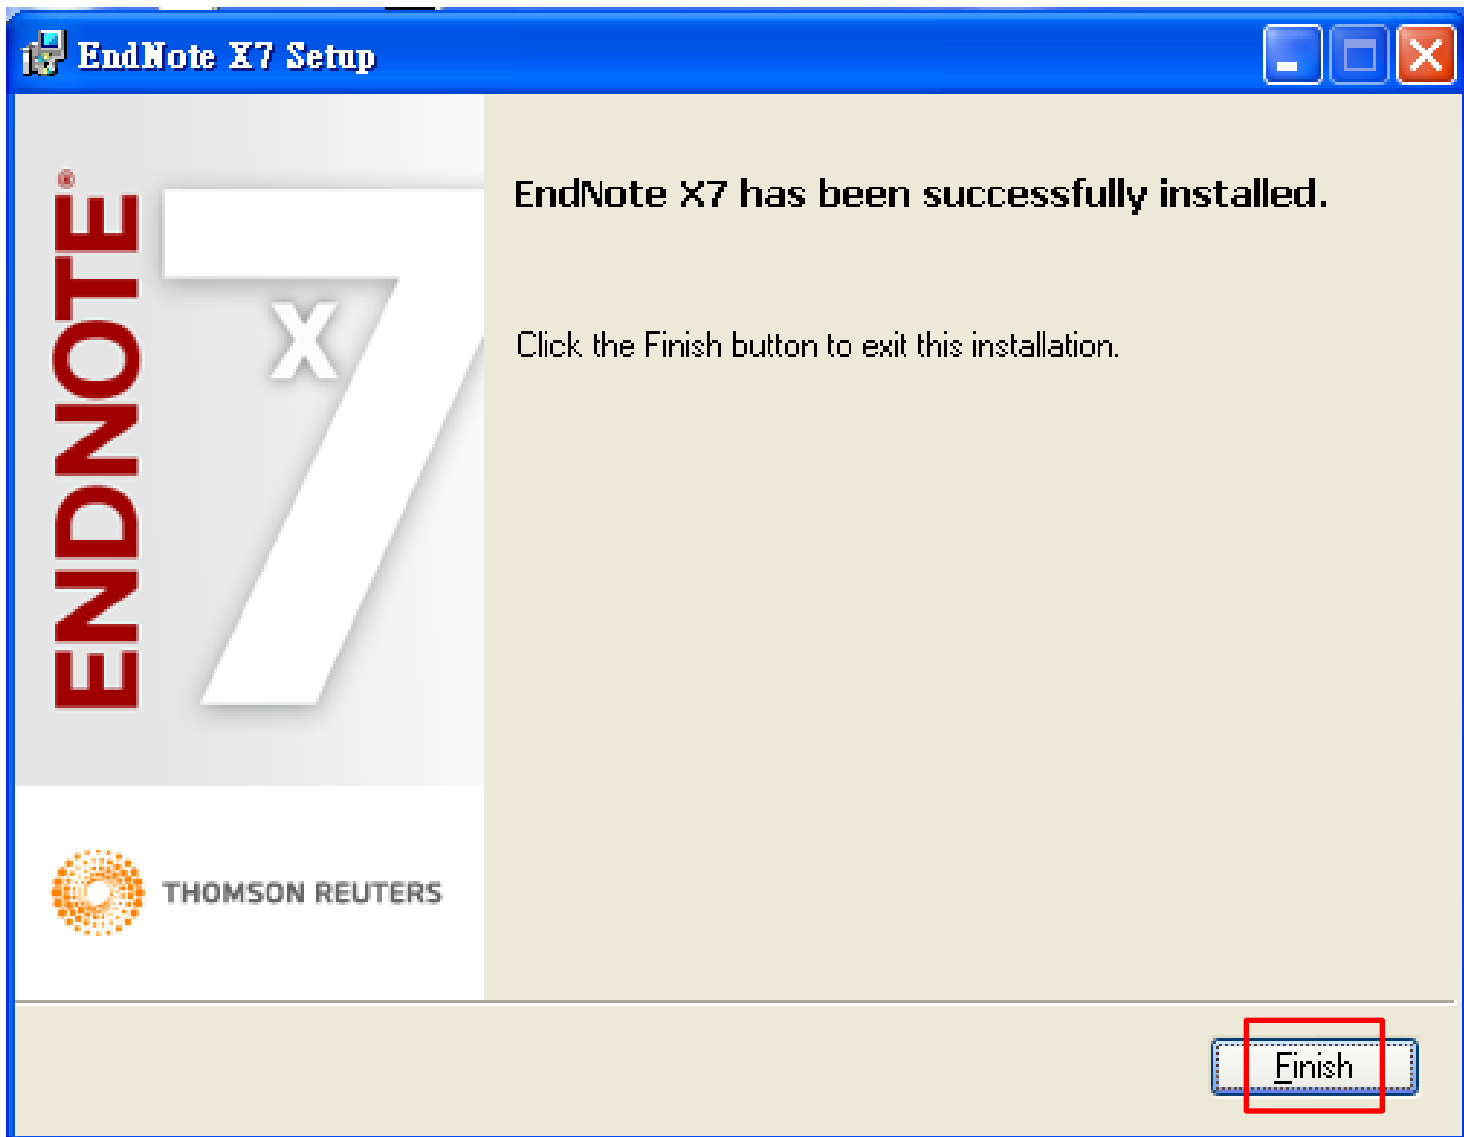 EndNote X7 Setup
ENDNOTE®
X7
EndNote X7 has been successfully installed.
Click the Finish button to exit this installation.
THOMSON REUTERS
Finish